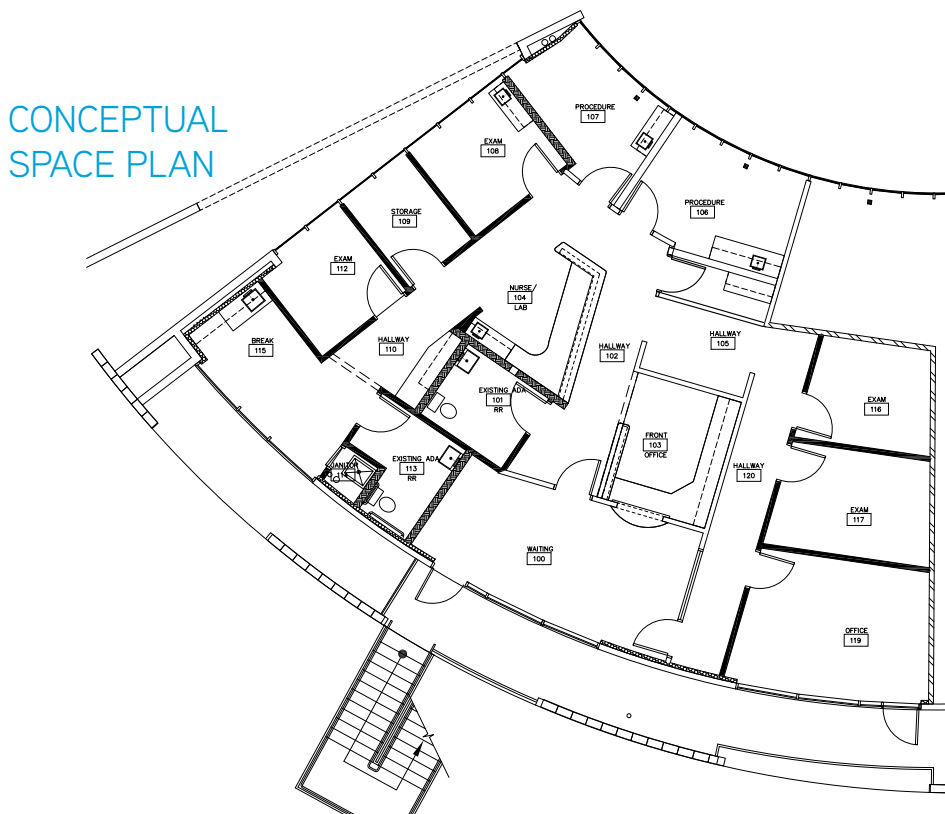 CONCEPTUAL
SPACE PLAN
PROCEDURE
107
EXAM
108
PROCEDURE
106
STORAGE
109
EXAM
112
NURSE/
104
LAB
BREAK
115
HALLWAY
110
HALLWAY
102
HALLWAY
105
EXISTING ADA
101
RR
EXAM
116
FRONT
103
OFFICE
EXISTING ADA
113
RR
JANITOR
HALLWAY
120
EXAM
117
WAITING
100
OFFICE
119